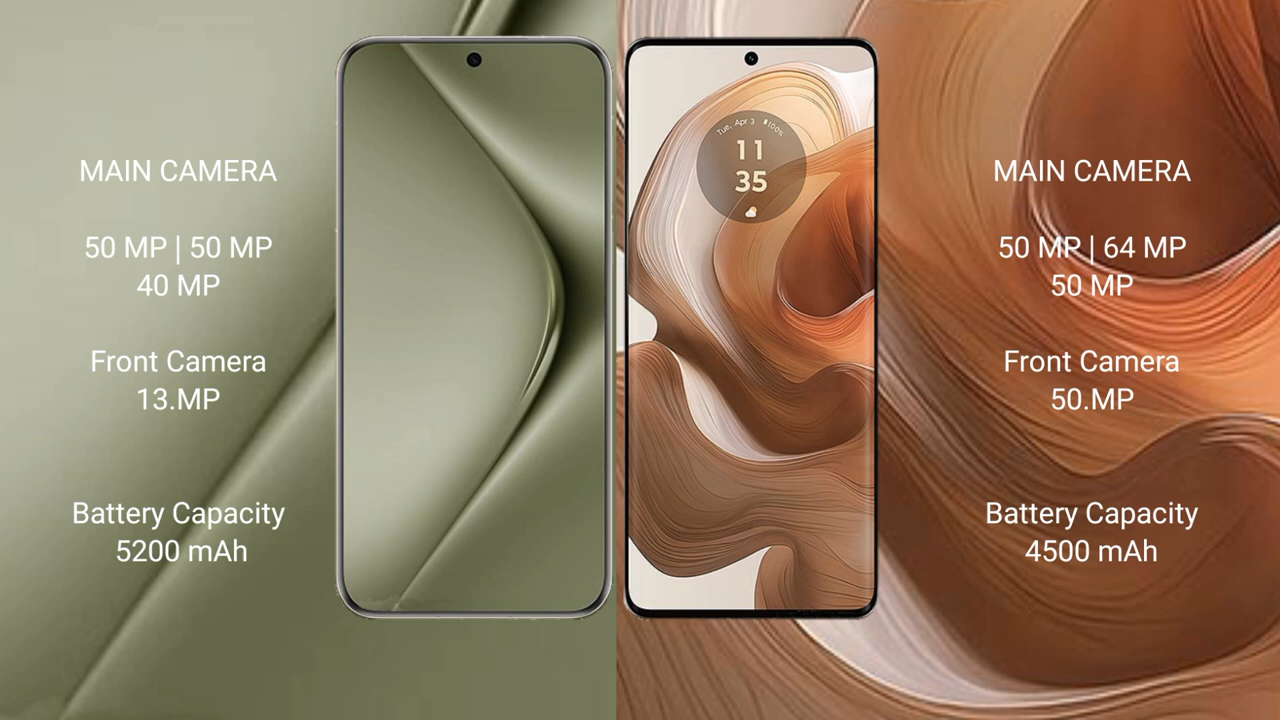 MAIN CAMERA
50 MP | 50 MP
40 MP
Front Camera
13.MP
Battery Capacity
5200 mAh
Tue, Apr 3 100%
11
35
MAIN CAMERA
50 MP | 64 MP
50 MP
Front Camera
50.MP
Battery Capacity
4500 mAh